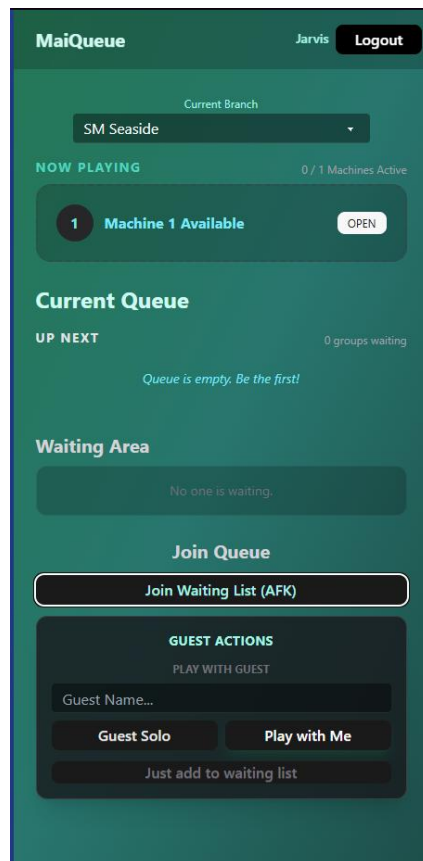 MaiQueue
Jarvis
Logout
Current Branch
SM Seaside
NOW PLAYING
0 / 1 Machines Active
1
Machine 1 Available
OPEN
Current Queue
UP NEXT
0 groups waiting
Queue is empty. Be the first!
Waiting Area
No one is waiting.
Join Queue
Join Waiting List (AFK)
GUEST ACTIONS
PLAY WITH GUEST
Guest Name...
Guest Solo
Play with Me
Just add to waiting list